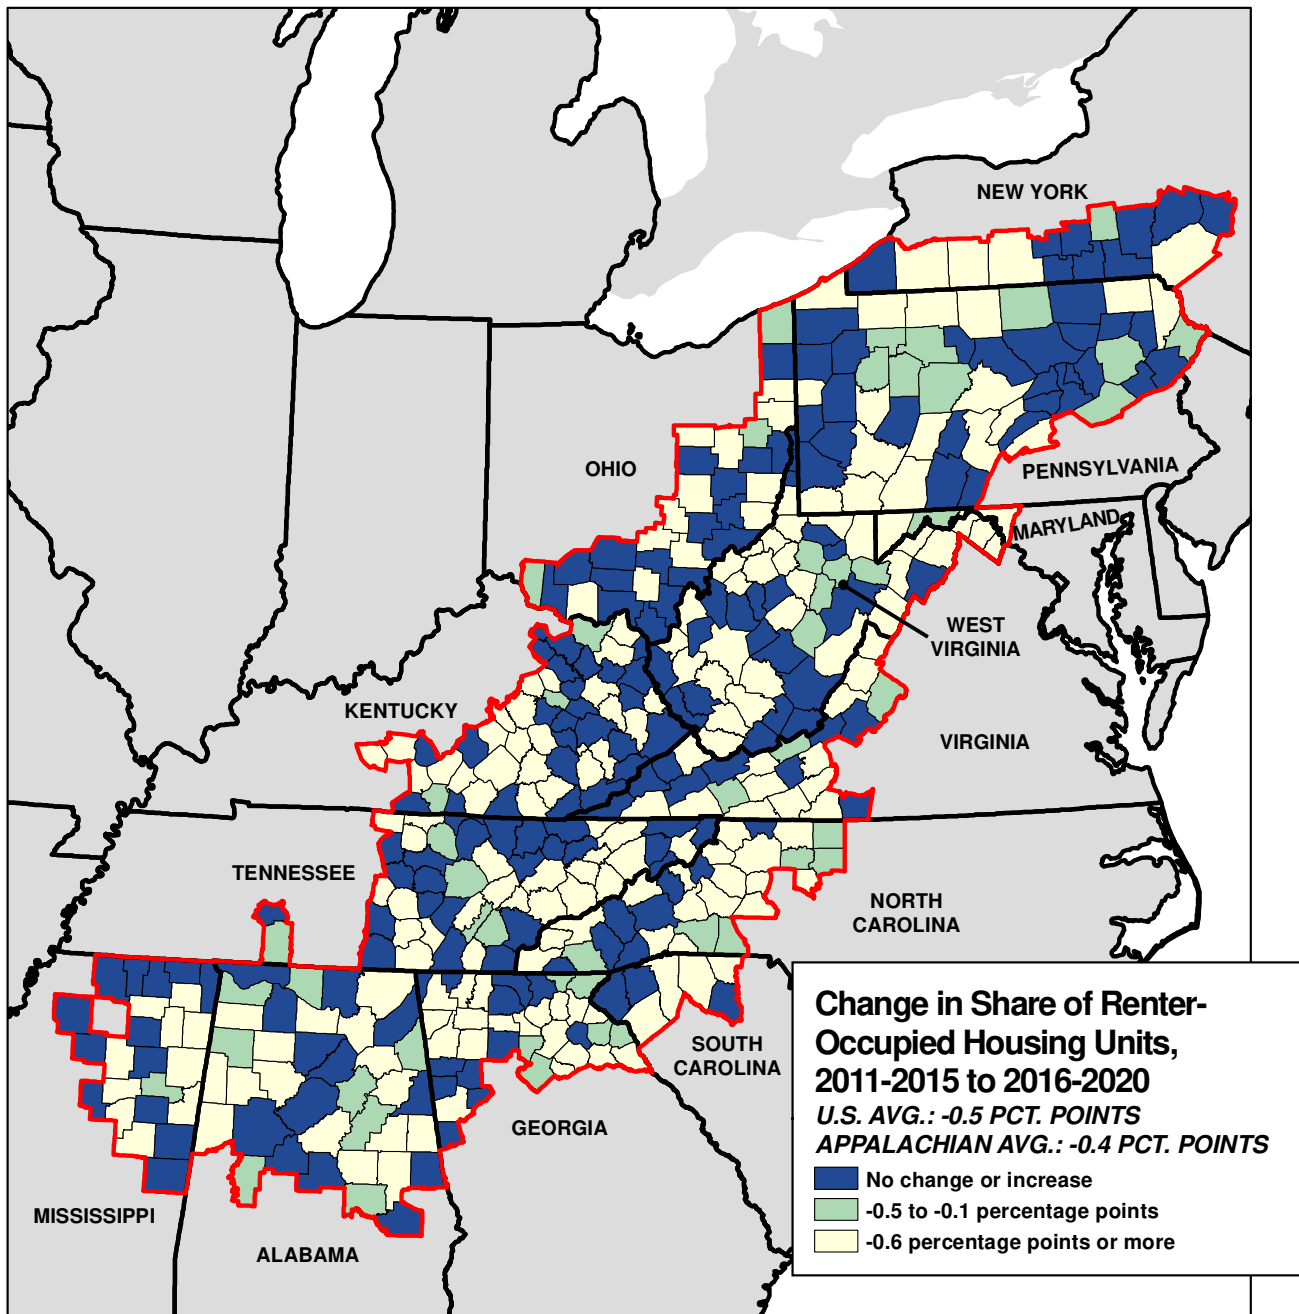 NEW YORK
OHIO
PENNSYLVANIA
MARYLAND
WEST
VIRGINIA
KENTUCKY
VIRGINIA
TENNESSEE
NORTH
CAROLINA
SOUTH
CAROLINA
GEORGIA
MISSISSIPPI
ALABAMA
Change in Share of Renter-
Occupied Housing Units,
2011-2015 to 2016-2020
U.S. AVG.: -0.5 PCT. POINTS
APPALACHIAN AVG.: -0.4 PCT. POINTS
No change or increase
-0.5 to -0.1 percentage points
-0.6 percentage points or more